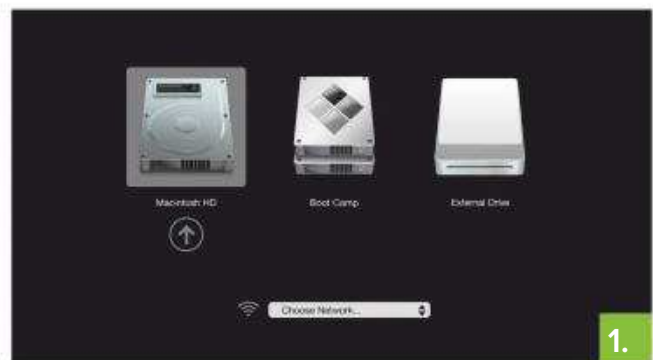 Macintosh HD
Boot Camp
External Drive
Choose Network...
1.